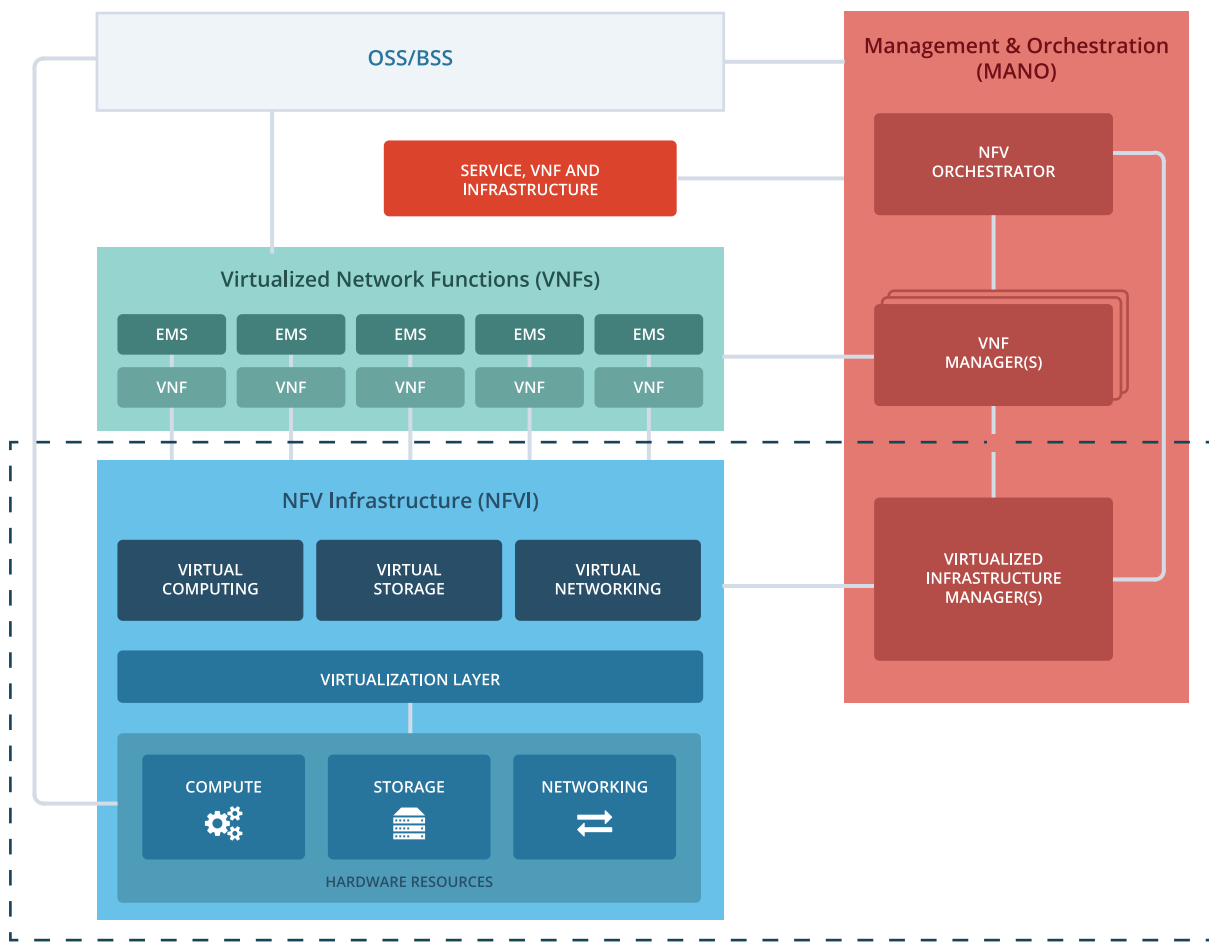 OSS/BSS
Management & Orchestration
(MANO)
NFV
ORCHESTRATOR
SERVICE, VNF AND
INFRASTRUCTURE
Virtualized Network Functions (VNFs)
EMS
EMS
EMS
EMS
EMS
VNF
VNF
VNF
VNF
VNF
VNF
MANAGER(S)
NFV Infrastructure (NFVI)
VIRTUAL
COMPUTING
VIRTUAL
STORAGE
VIRTUAL
NETWORKING
VIRTUALIZED
INFRASTRUCTURE
MANAGER(S)
VIRTUALIZATION LAYER
COMPUTE
STORAGE
NETWORKING
HARDWARE RESOURCES